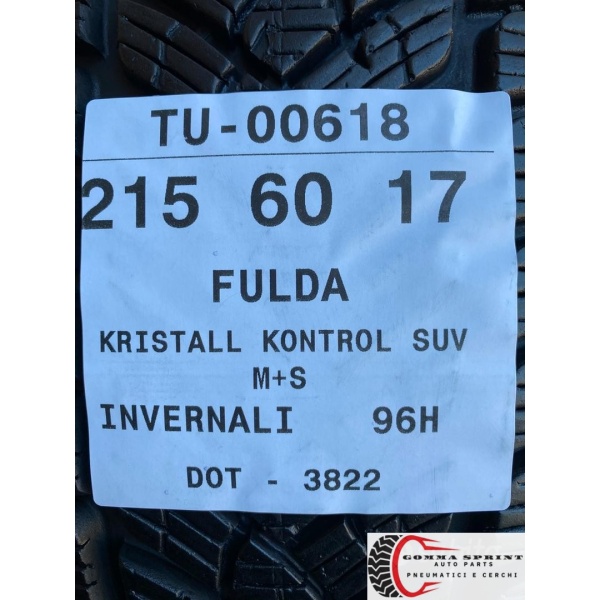 TU-00618
215 60 17
FULDA
KRISTALL KONTROL SUV
M+S
INVERNALI 96H
DOT - 3822
GOMMA SPRINT
AUTO PARTS
PNEUMATICI E CERCHI